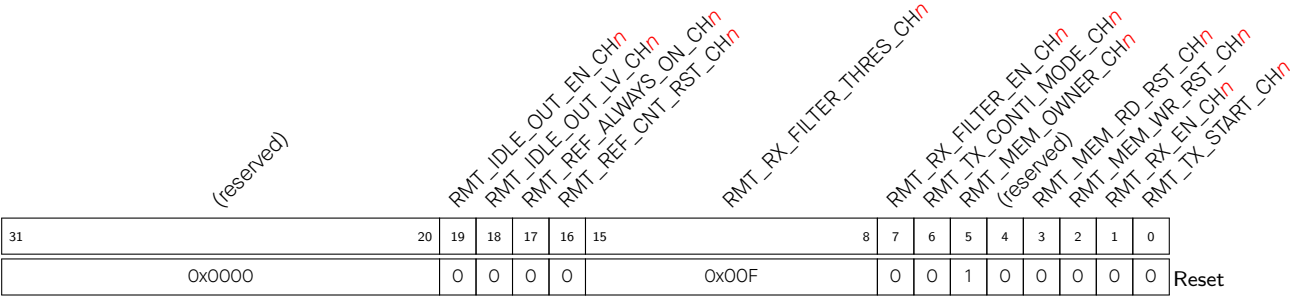 (reserved)
RMT_IDLE_OUT_EN_CHn
RMT_IDLE_OUT_LV_CHn
RMT_REF_ALWAYS_ON_CHn
RMT_REF_CNT_RST_CHn
RMT_RX_FILTER_THRES_CHn
RMT_RX_FILTER_EN_CHn
RMT_TX_CONTI_MODE_CHn
RMT_MEM_OWNER_CHn
(reserved)
RMT_MEM_RD_RST_CHn
RMT_MEM_WR_RST_CHn
RMT_RX_EN_CHn
RMT_TX_START_CHn
31 20 19 18 17 16 15 8 7 6 5 4 3 2 1 0
0x0000 0 0 0 0 0x00F 0 0 1 0 0 0 0 0 Reset